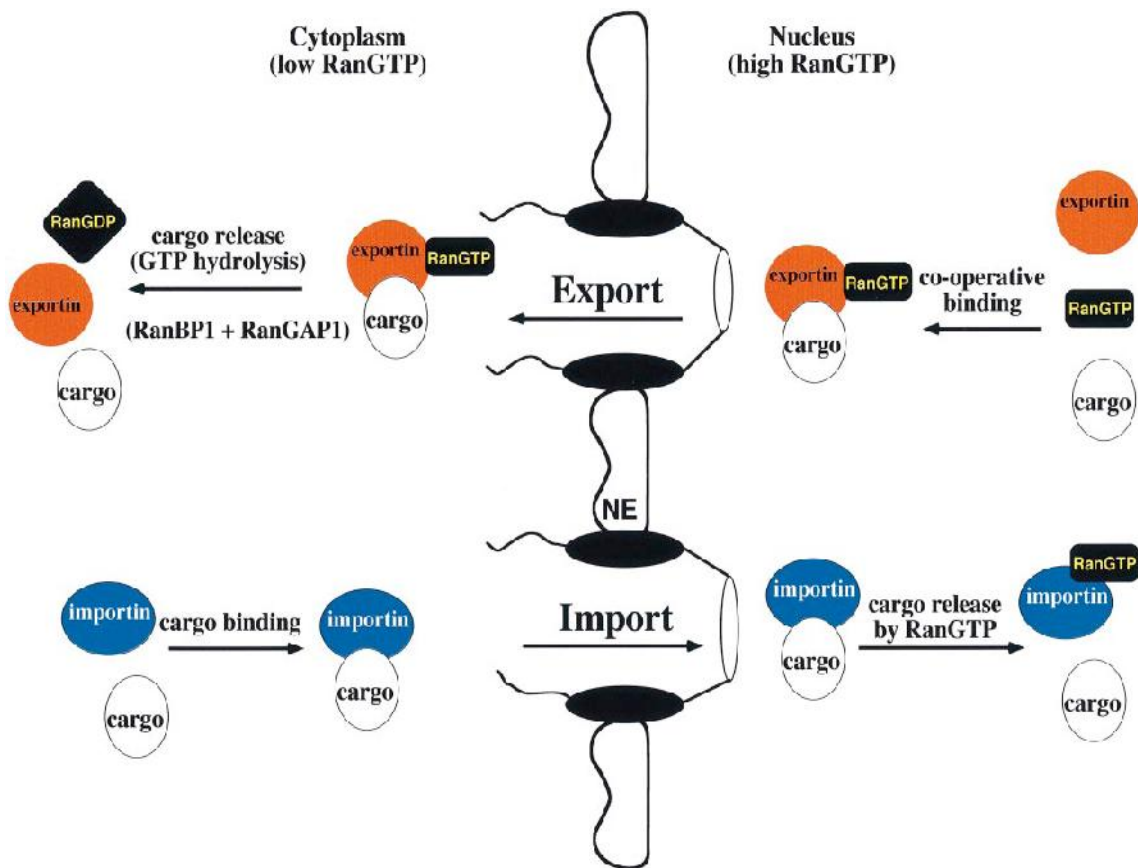 Cytoplasm
(low RanGTP)
Nucleus
(high RanGTP)
RanGDP
exportin
cargo
cargo release
(GTP hydrolysis)
(RanBP1 + RanGAP1)
exportin
RanGTP
cargo
Export
exportin
RanGTP
cargo
co-operative
binding
exportin
RanGTP
cargo
NE
importin
cargo
cargo binding
importin
cargo
Import
importin
cargo
cargo release
by RanGTP
RanGTP
importin
cargo